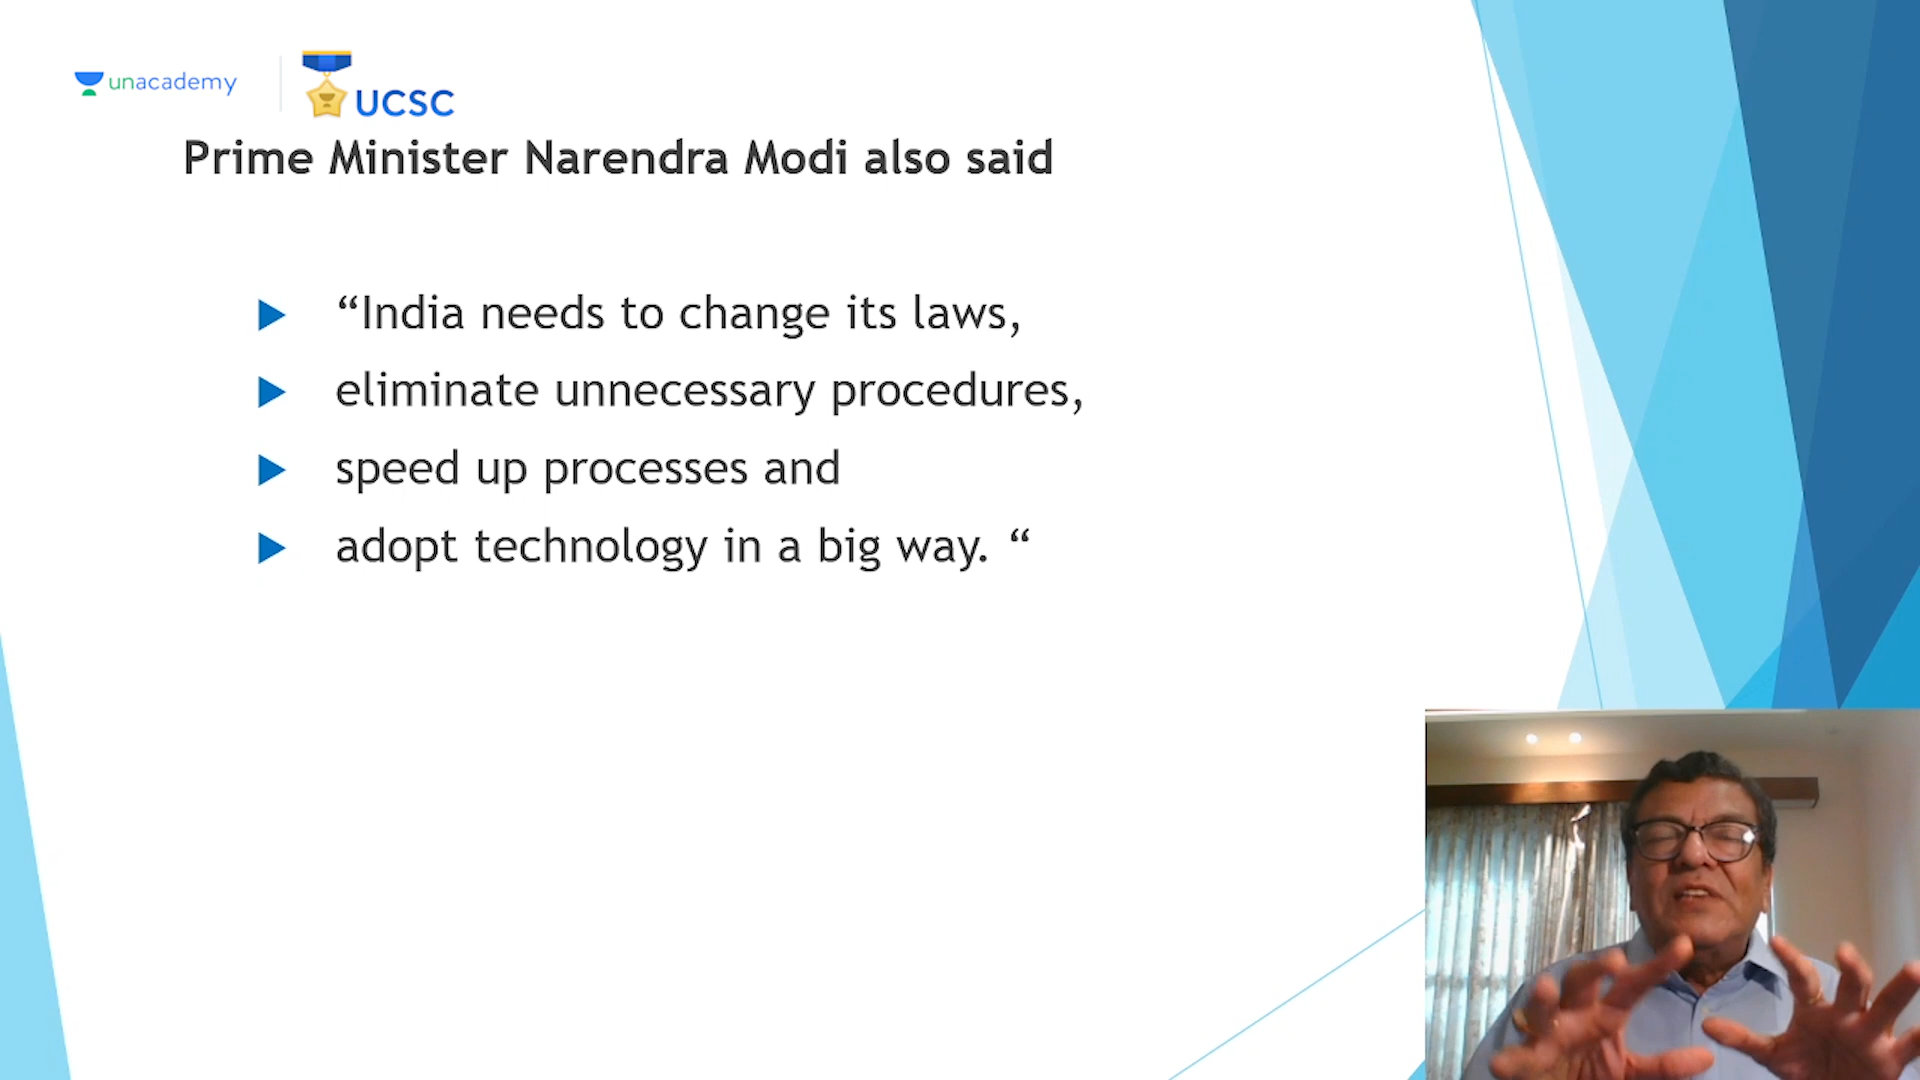 unacademy
UCSC
Prime Minister Narendra Modi also said
“India needs to change its laws,
eliminate unnecessary procedures,
speed up processes and
adopt technology in a big way. “